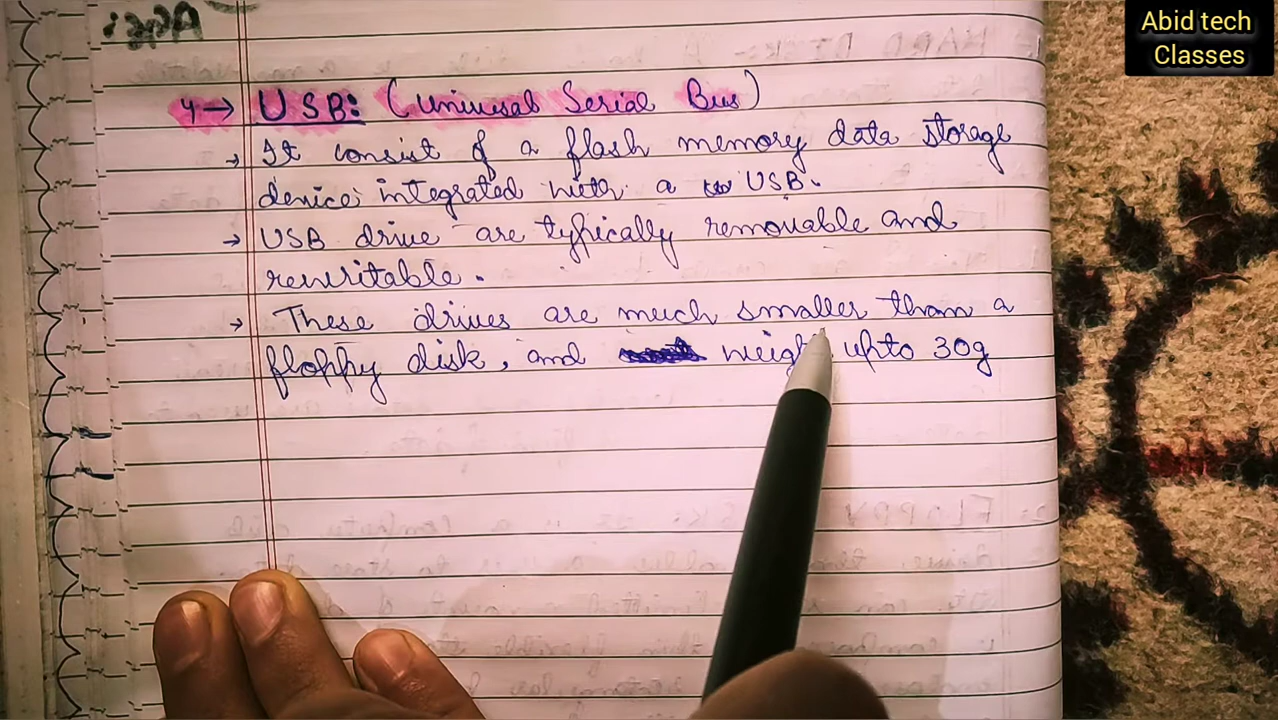 Abid tech
Classes
4→ USB: (Universal Serial Bus)
→ It consist of a flash memory data storage
device integrated with a USB.
→ USB drive are typically removable and
rewritable.
→ These drives are much smaller than a
floppy disk, and weight upto 30g